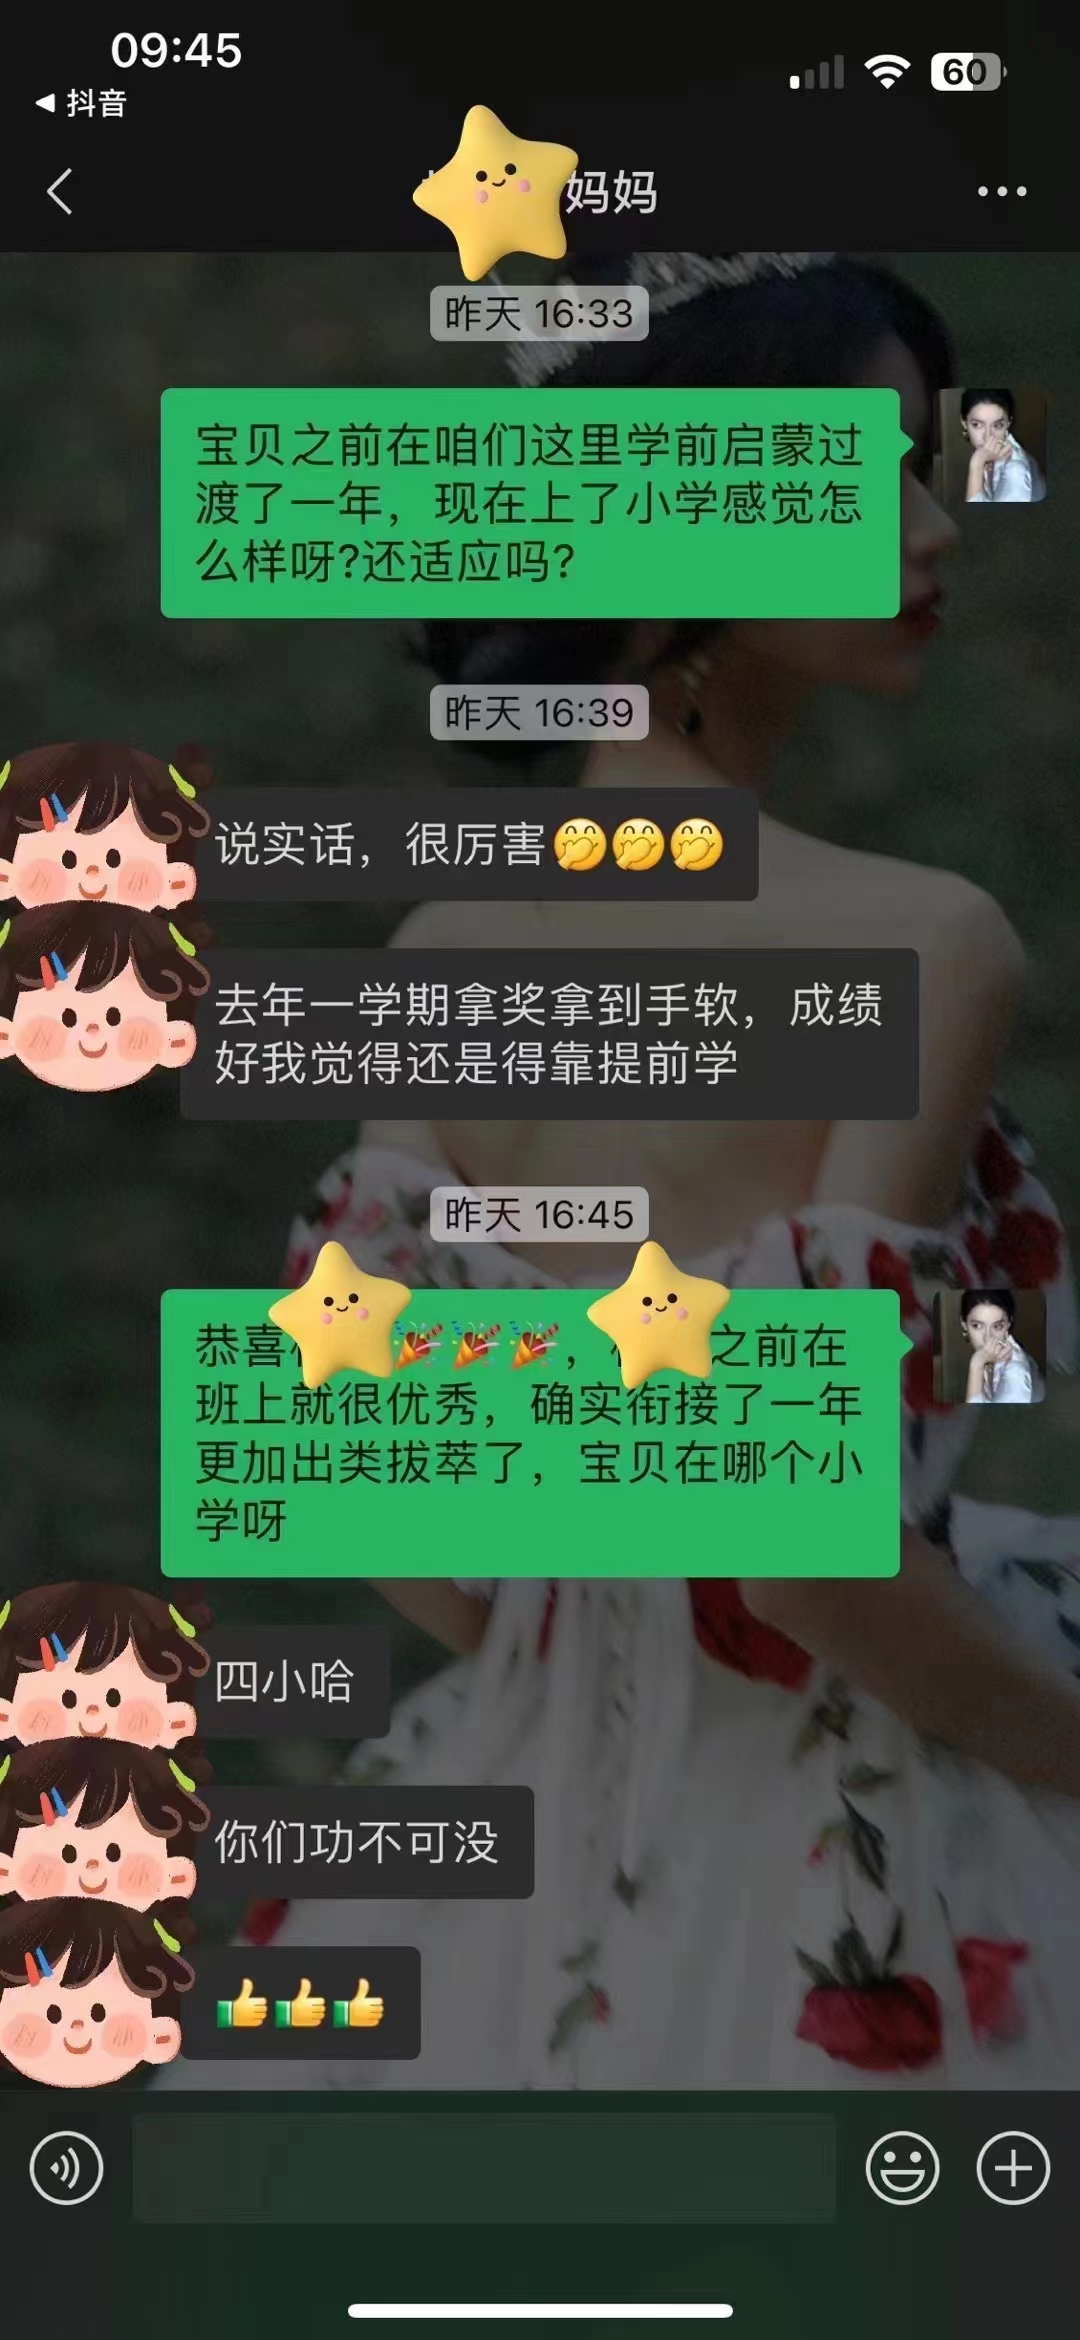 09:45
60
抖音
妈妈
昨天 16:33
宝贝之前在咱们这里学前启蒙过
渡了一年，现在上了小学感觉怎
么样呀?还适应吗?
昨天 16:39
说实话，很厉害🤭🤭🤭
去年一学期拿奖拿到手软，成绩
好我觉得还是得靠提前学
昨天 16:45
恭喜🎉🎉🎉，之前在
班上就很优秀，确实衔接了一年
更加出类拔萃了，宝贝在哪个小
学呀
四小哈
你们功不可没
👍👍👍